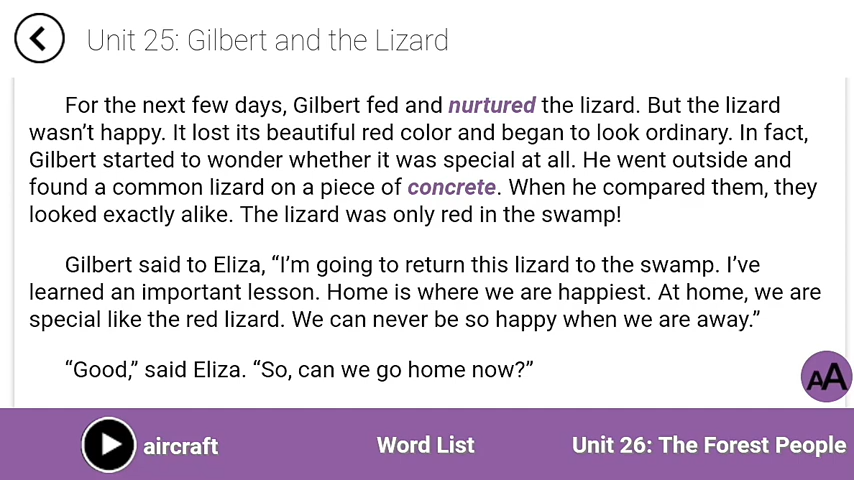 Unit 25: Gilbert and the Lizard
For the next few days, Gilbert fed and nurtured the lizard. But the lizard
wasn’t happy. It lost its beautiful red color and began to look ordinary. In fact,
Gilbert started to wonder whether it was special at all. He went outside and
found a common lizard on a piece of concrete. When he compared them, they
looked exactly alike. The lizard was only red in the swamp!
Gilbert said to Eliza, “I’m going to return this lizard to the swamp. I’ve
learned an important lesson. Home is where we are happiest. At home, we are
special like the red lizard. We can never be so happy when we are away.”
“Good,” said Eliza. “So, can we go home now?”
AA
aircraft
Word List
Unit 26: The Forest People